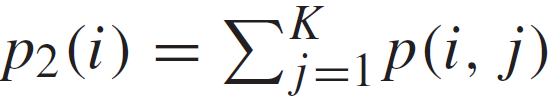 p₂(i) = ∑ᴷⱼ₌₁ p(i, j)